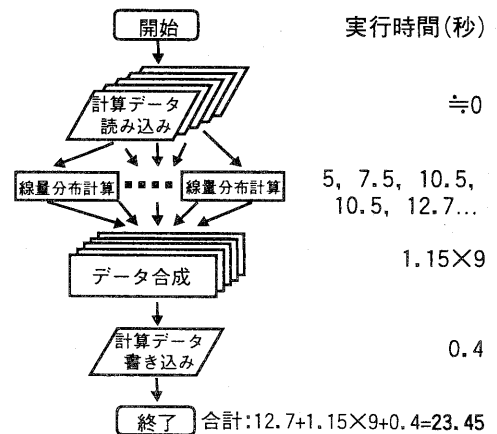 開始
実行時間(秒)
計算データ
読み込み
≒0
線量分布計算
線量分布計算
5, 7.5, 10.5,
10.5, 12.7...
データ合成
1.15×9
計算データ
書き込み
0.4
終了
合計:12.7+1.15×9+0.4=23.45